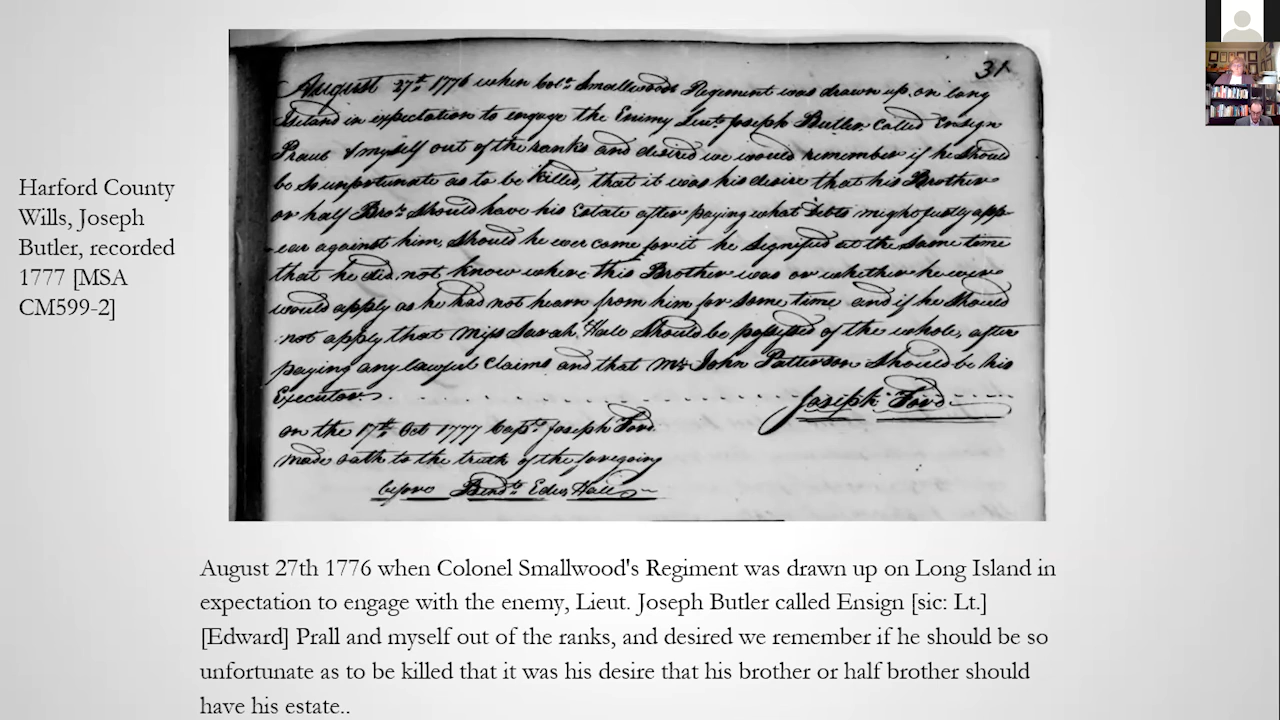 Harford County
Wills, Joseph
Butler, recorded
1777 [MSA
CM599-2]
31
August 27th 1776 when Colo. Smallwoods Regiment was drawn up on long
Island in expectation to engage the Enemy Lieut. Joseph Butler called Ensign
Praul & myself out of the ranks and desired we would remember if he should
be so unfortunate as to be killed, that it was his desire that his Brother
or half Bror. should have his Estate after paying what Debts might justly app-
-ear against him, should he ever come for it he signified at the same time
that he did not know where this Brother was or whether he ever
would apply as he had not hearn from him for some time and if he should
not apply that Miss Sarah Hale should be possessed of the whole, after
paying any lawful Claims and that Mr. John Patterson should be his
Executor
Joseph Ford
on the 17th Oct 1777 Capt. Joseph Ford
made oath to the truth of the foregoing
before Bendt. Edwd. Hall
August 27th 1776 when Colonel Smallwood's Regiment was drawn up on Long Island in
expectation to engage with the enemy, Lieut. Joseph Butler called Ensign [sic: Lt.]
[Edward] Prall and myself out of the ranks, and desired we remember if he should be so
unfortunate as to be killed that it was his desire that his brother or half brother should
have his estate..